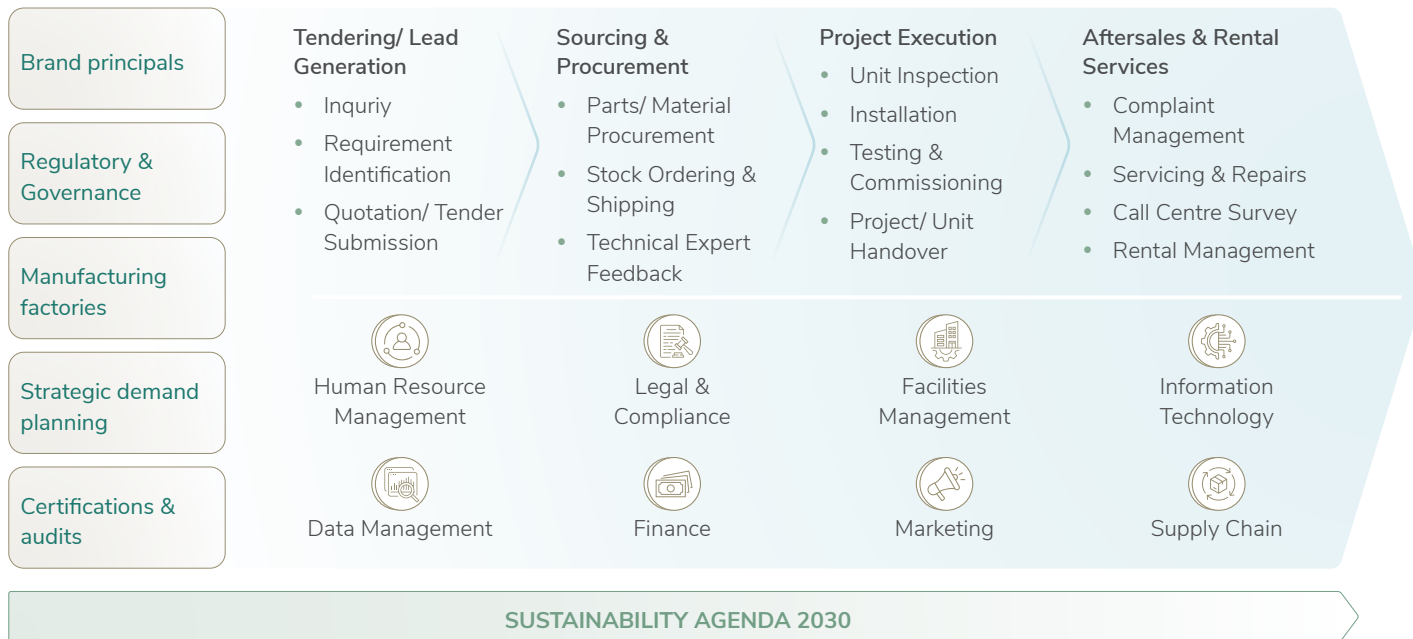 Brand principals
Regulatory &
Governance
Manufacturing
factories
Strategic demand
planning
Certifications &
audits
Tendering/ Lead
Generation
• Inquriy
• Requirement
Identification
• Quotation/ Tender
Submission
Sourcing &
Procurement
• Parts/ Material
Procurement
• Stock Ordering &
Shipping
• Technical Expert
Feedback
Project Execution
• Unit Inspection
• Installation
• Testing &
Commissioning
• Project/ Unit
Handover
Aftersales & Rental
Services
• Complaint
Management
• Servicing & Repairs
• Call Centre Survey
• Rental Management
Human Resource
Management
Legal &
Compliance
Facilities
Management
Information
Technology
Data Management
Finance
Marketing
Supply Chain
SUSTAINABILITY AGENDA 2030